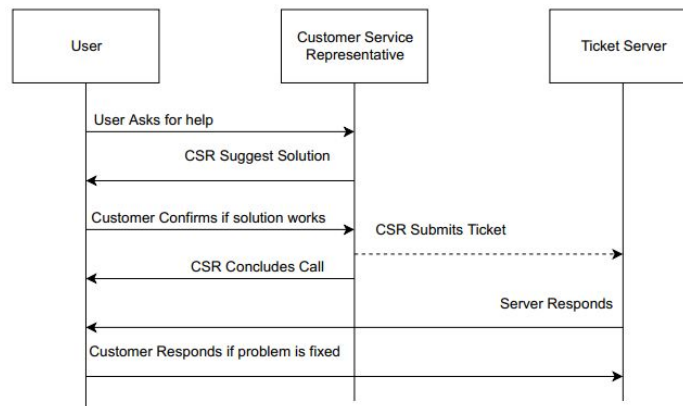 User
Customer Service
Representative
Ticket Server
User Asks for help
CSR Suggest Solution
Customer Confirms if solution works
CSR Submits Ticket
CSR Concludes Call
Server Responds
Customer Responds if problem is fixed